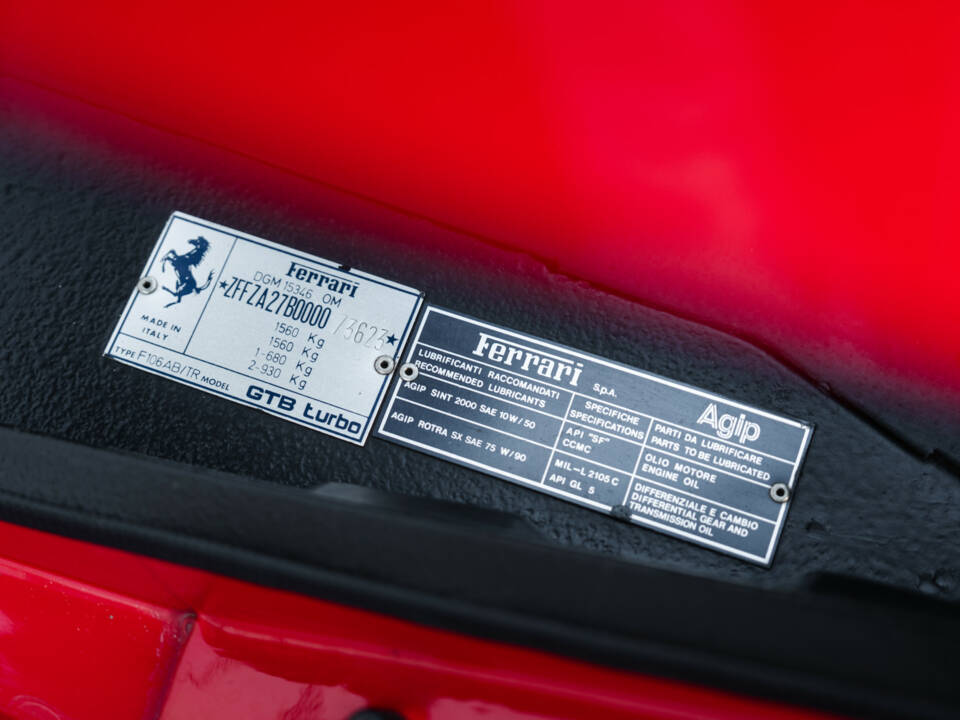 Ferrari
DGM 15346 OM
*ZFFZA27B0000 73623*
1560 Kg
1560 Kg
1-680 Kg
2-930 Kg
MADE IN
ITALY
TYPE F106AB/TR MODEL GTB turbo
Ferrari S.p.A.
Agip
LUBRIFICANTI RACCOMANDATI
RECOMMENDED LUBRICANTS
SPECIFICHE
SPECIFICATIONS
PARTI DA LUBRIFICARE
PARTS TO BE LUBRICATED
AGIP SINT 2000 SAE 10W/50
API "SF"
CCMC
OLIO MOTORE
ENGINE OIL
AGIP ROTRA SX SAE 75 W/90
MIL-L 2105 C
API GL 5
DIFFERENZIALE E CAMBIO
DIFFERENTIAL GEAR AND
TRANSMISSION OIL